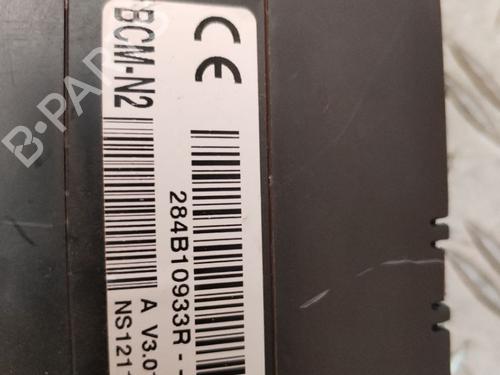 BCM-N2
CE
284B10933R -
A V3.0
NS121
B-PARTS